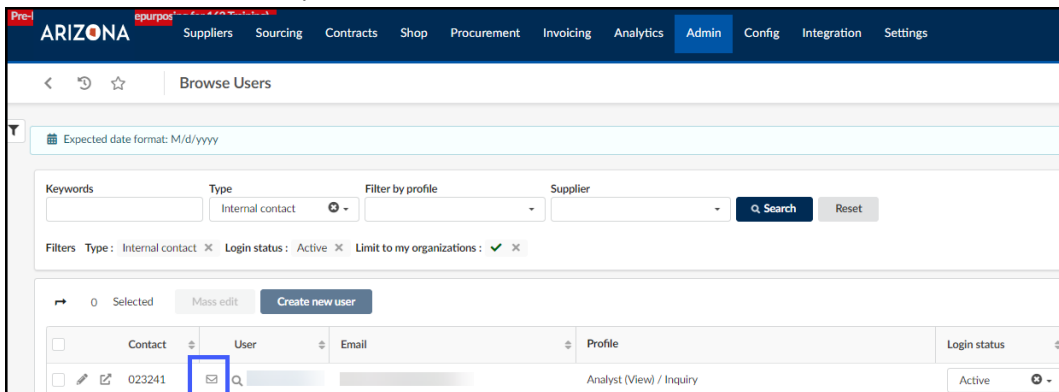 Pre-
epurpos
ARIZONA
Suppliers Sourcing Contracts Shop Procurement Invoicing Analytics Admin Config Integration Settings
Browse Users
Expected date format: M/d/yyyy
Keywords Type Filter by profile Supplier
Internal contact Search Reset
Filters Type : Internal contact Login status : Active Limit to my organizations :
0 Selected Mass edit Create new user
Contact User Email Profile Login status
023241 Analyst (View) / Inquiry Active